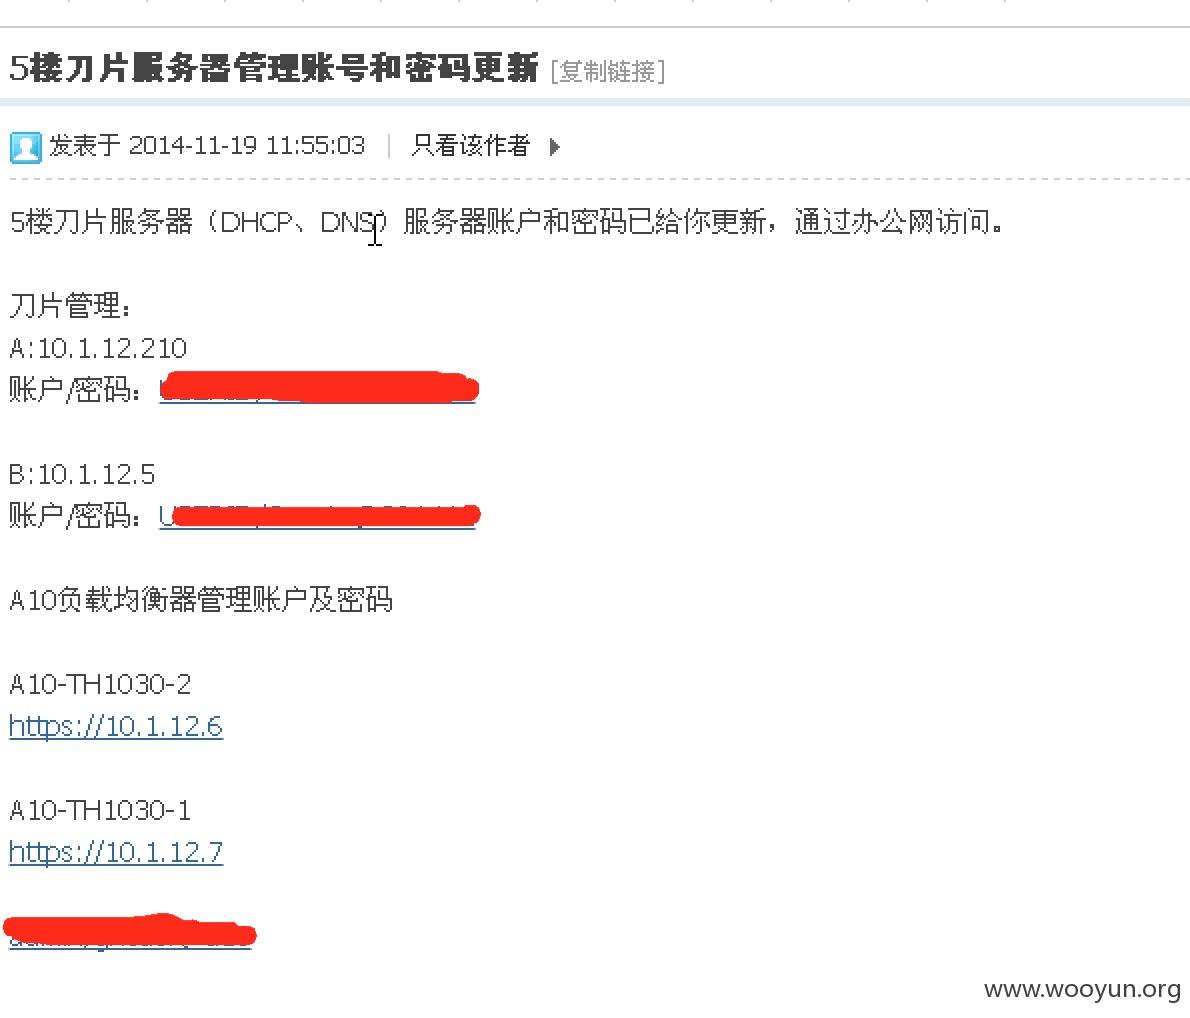 5楼刀片服务器管理账号和密码更新 [复制链接]
发表于 2014-11-19 11:55:03 | 只看该作者
5楼刀片服务器（DHCP、DNS）服务器账户和密码已给你更新，通过办公网访问。
刀片管理：
A:10.1.12.210
账户/密码：
B:10.1.12.5
账户/密码：
A10负载均衡器管理账户及密码
A10-TH1030-2
https://10.1.12.6
A10-TH1030-1
https://10.1.12.7
www.wooyun.org